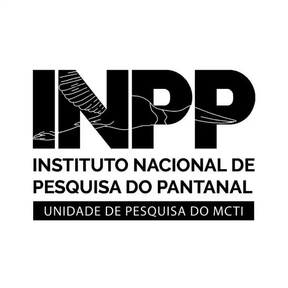 INPP
INSTITUTO NACIONAL DE
PESQUISA DO PANTANAL
UNIDADE DE PESQUISA DO MCTI